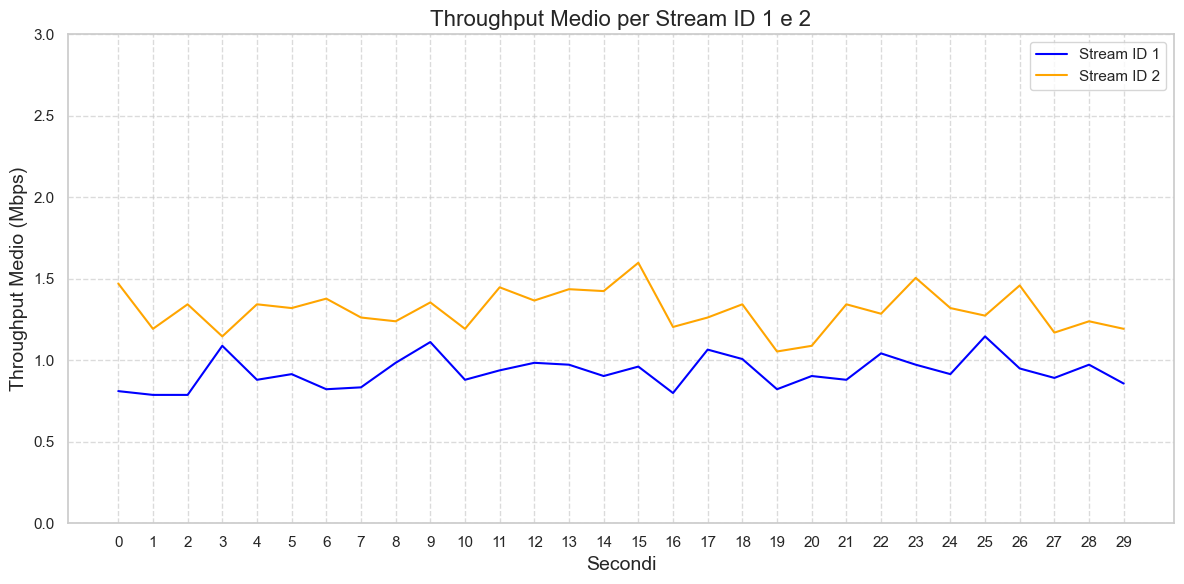 Throughput Medio per Stream ID 1 e 2
Stream ID 1
Stream ID 2
Throughput Medio (Mbps)
3.0
2.5
2.0
1.5
1.0
0.5
0.0
0 1 2 3 4 5 6 7 8 9 10 11 12 13 14 15 16 17 18 19 20 21 22 23 24 25 26 27 28 29
Secondi